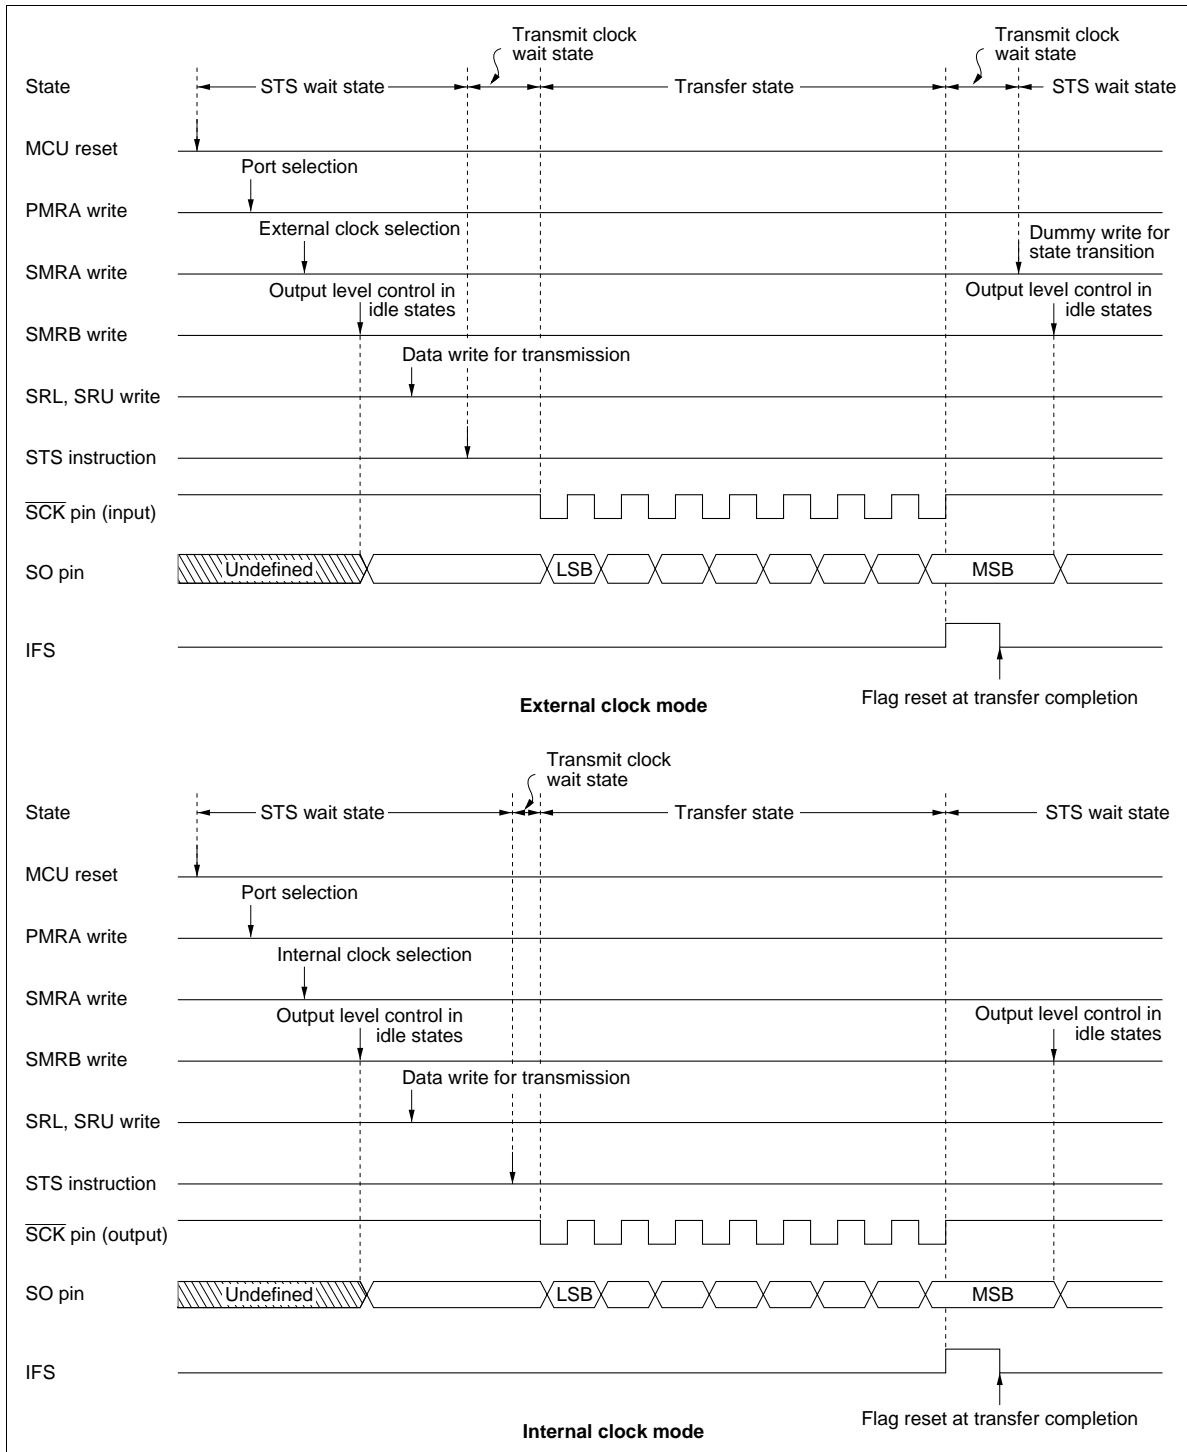 Transmit clock
wait state
Transmit clock
wait state
State
STS wait state
Transfer state
STS wait state
MCU reset
Port selection
PMRA write
External clock selection
Dummy write for
state transition
SMRA write
Output level control in
idle states
Output level control in
idle states
SMRB write
Data write for transmission
SRL, SRU write
STS instruction
SCK pin (input)
SO pin
Undefined
LSB
MSB
IFS
Flag reset at transfer completion
External clock mode
Transmit clock
wait state
State
STS wait state
Transfer state
STS wait state
MCU reset
Port selection
PMRA write
Internal clock selection
SMRA write
Output level control in
idle states
Output level control in
idle states
SMRB write
Data write for transmission
SRL, SRU write
STS instruction
SCK pin (output)
SO pin
Undefined
LSB
MSB
IFS
Flag reset at transfer completion
Internal clock mode